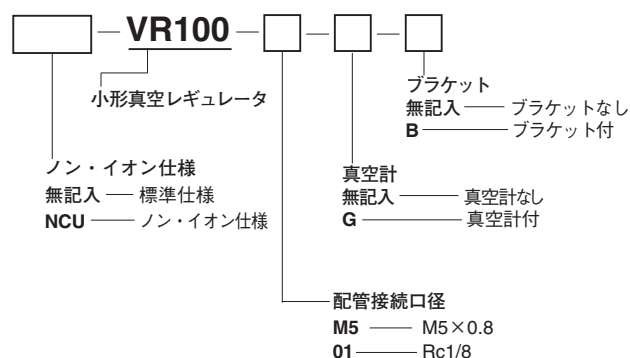 VR100
小形真空レギュレータ
ブラケット
無記入 ブラケットなし
B ブラケット付
ノン・イオン仕様
無記入 標準仕様
NCU ノン・イオン仕様
真空計
無記入 真空計なし
G 真空計付
配管接続口径
M5 M5×0.8
01 Rc1/8